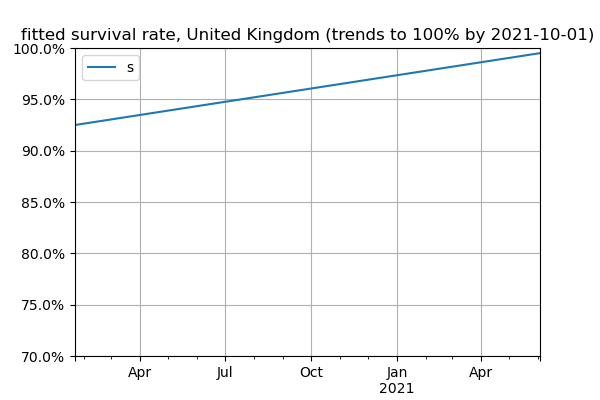 fitted survival rate, United Kingdom (trends to 100% by 2021-10-01)
100.0%
s
95.0%
90.0%
85.0%
80.0%
75.0%
70.0%
Apr Jul Oct Jan Apr
2021